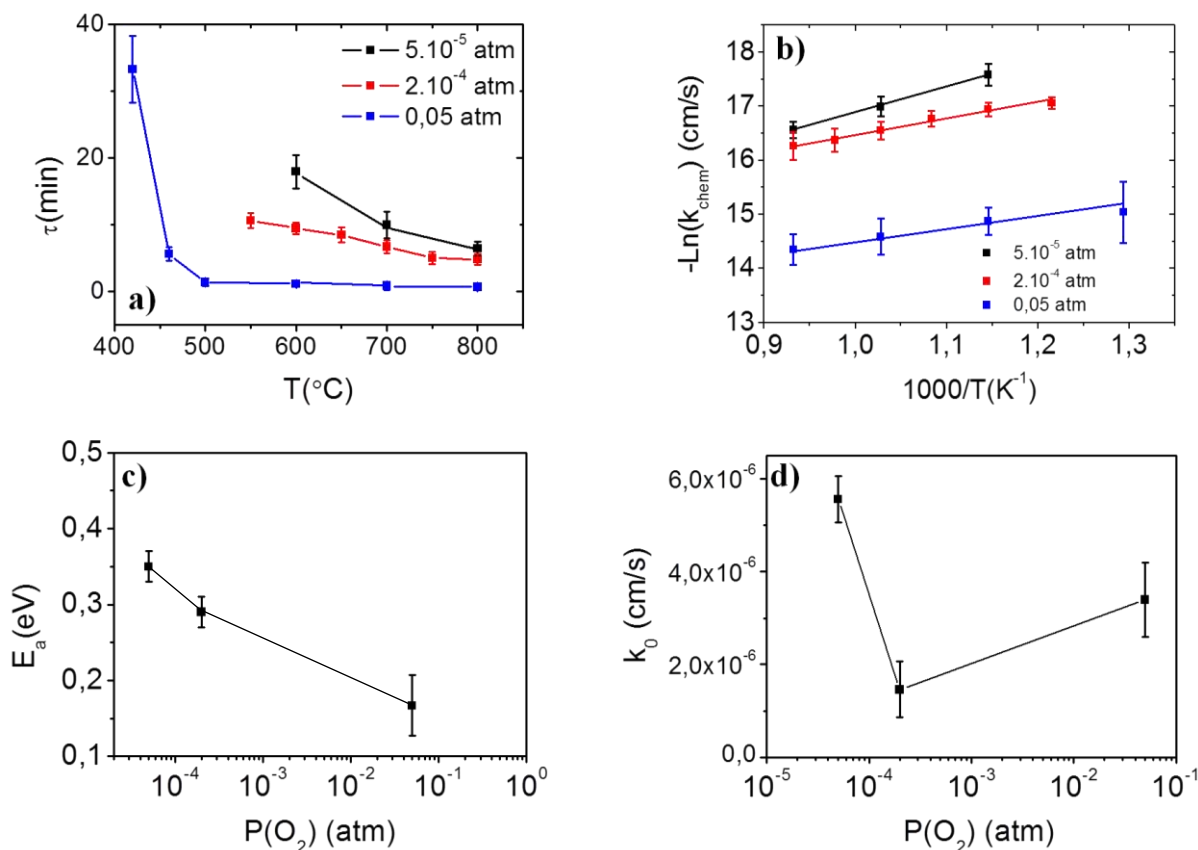 a)
40
20
0
τ(min)
400 500 600 700 800
T(°C)
5.10⁻⁵ atm
2.10⁻⁴ atm
0,05 atm
b)
18
17
16
15
14
13
-Ln(k_chem) (cm/s)
0,9 1,0 1,1 1,2 1,3
1000/T(K⁻¹)
5.10⁻⁵ atm
2.10⁻⁴ atm
0,05 atm
c)
0,5
0,4
0,3
0,2
0,1
E_a(eV)
10⁻⁴ 10⁻³ 10⁻² 10⁻¹ 10⁰
P(O₂) (atm)
d)
6,0x10⁻⁶
4,0x10⁻⁶
2,0x10⁻⁶
0,0
k₀ (cm/s)
10⁻⁵ 10⁻⁴ 10⁻³ 10⁻² 10⁻¹
P(O₂) (atm)